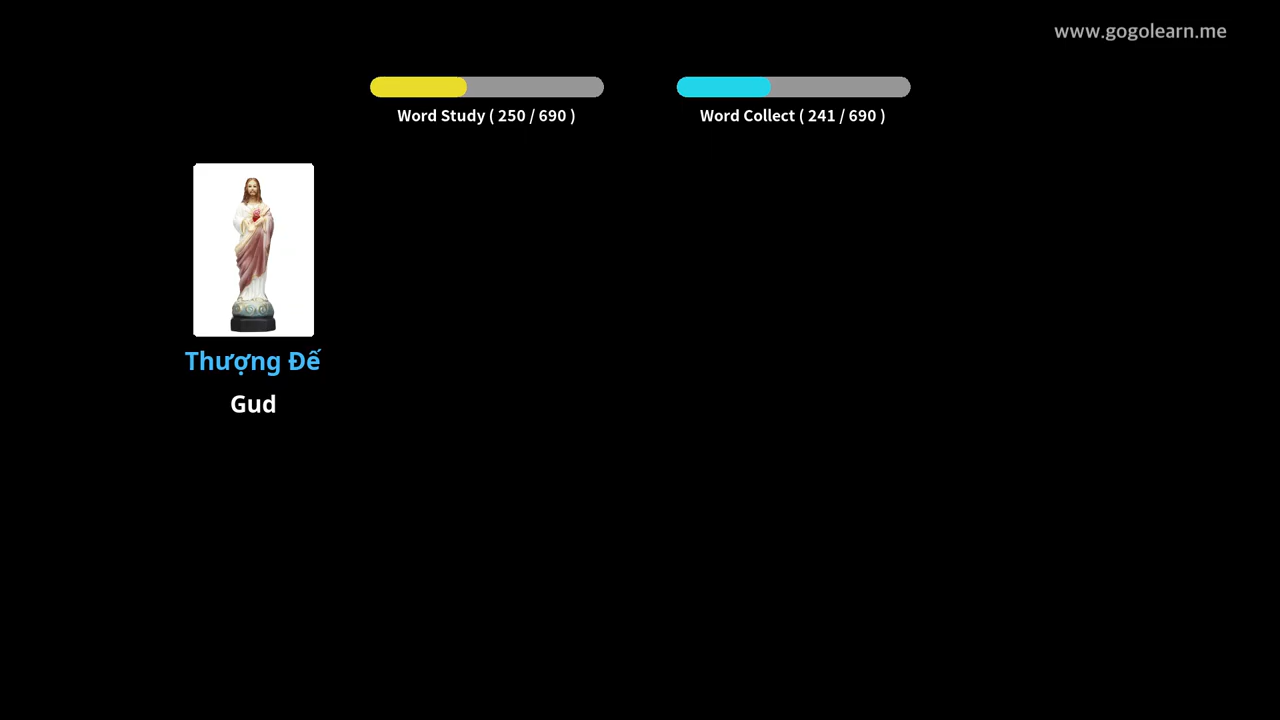 www.gogolearn.me
Word Study ( 250 / 690 )
Word Collect ( 241 / 690 )
Thượng Đế
Gud